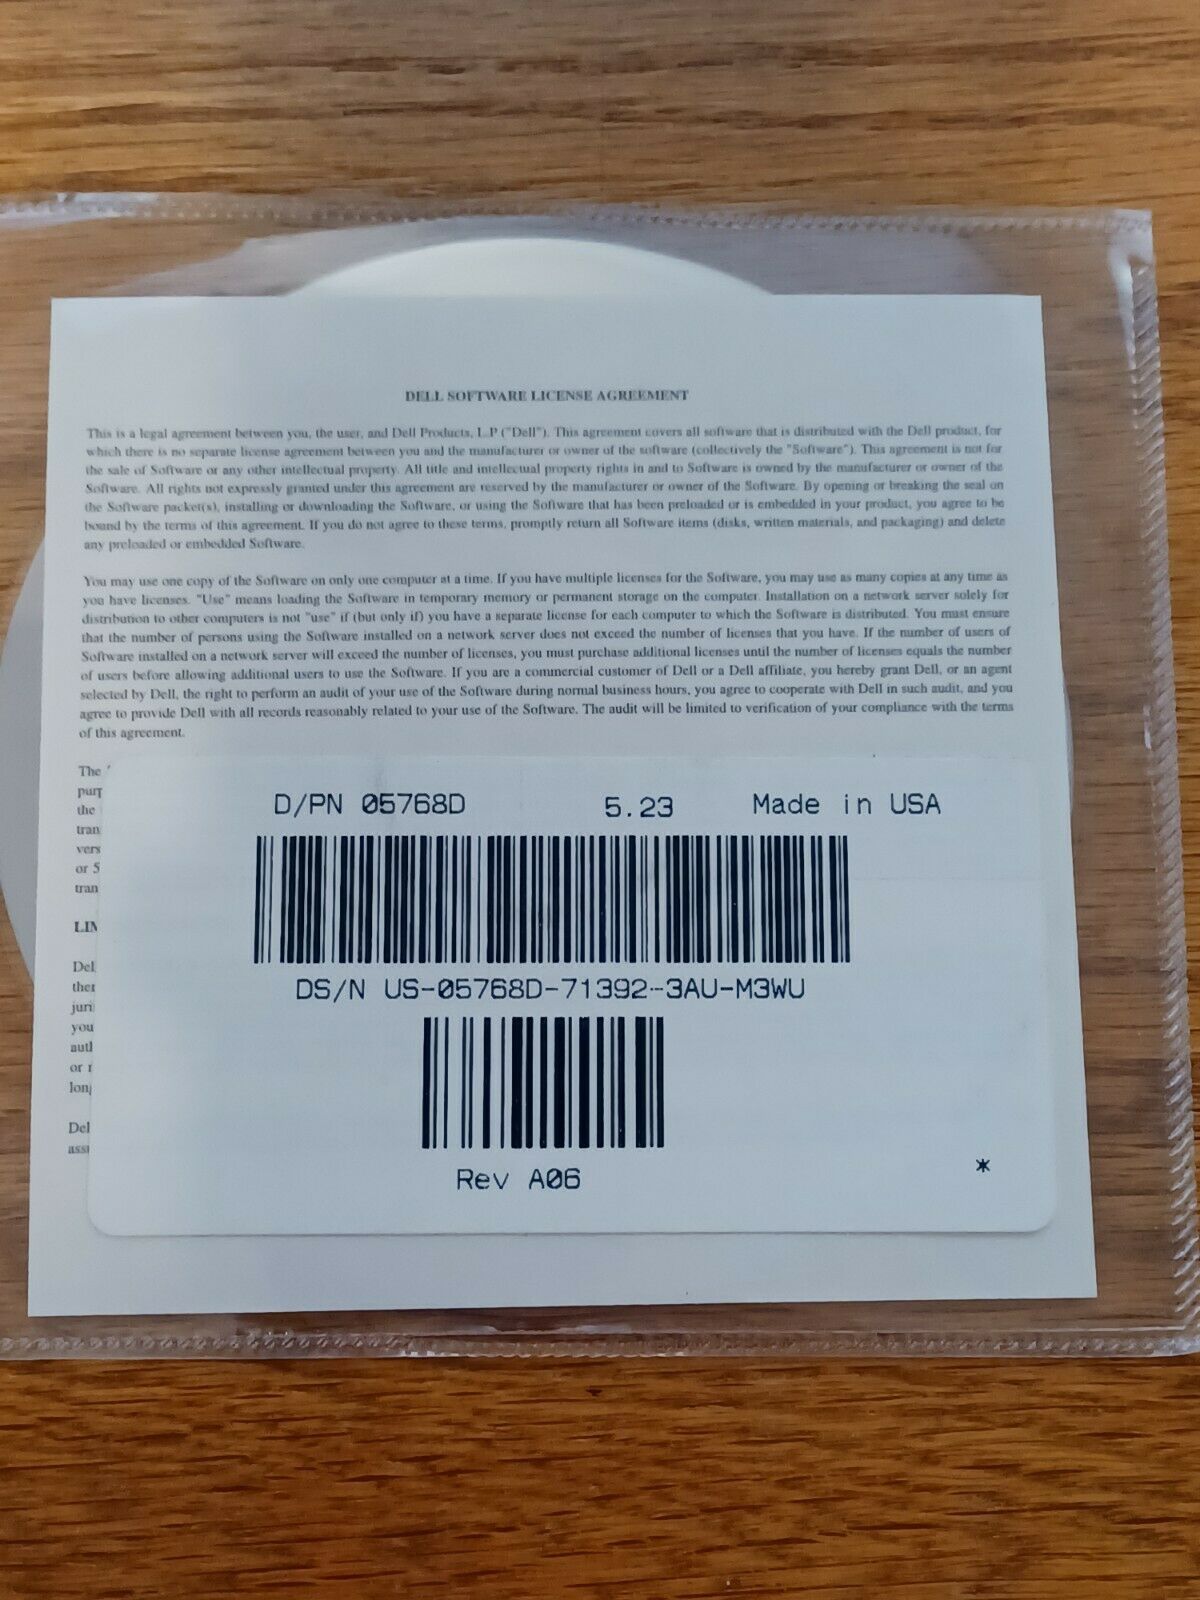 DELL SOFTWARE LICENSE AGREEMENT
This is a legal agreement between you, the user, and Dell Products, L.P ("Dell"). This agreement covers all software that is distributed with the Dell product, for
which there is no separate license agreement between you and the manufacturer or owner of the software (collectively the "Software"). This agreement is not for
the sale of Software or any other intellectual property. All title and intellectual property rights in and to Software is owned by the manufacturer or owner of the
Software. All rights not expressly granted under this agreement are reserved by the manufacturer or owner of the Software. By opening or breaking the seal on
the Software packet(s), installing or downloading the Software, or using the Software that has been preloaded or is embedded in your product, you agree to be
bound by the terms of this agreement. If you do not agree to these terms, promptly return all Software items (disks, written materials, and packaging) and delete
any preloaded or embedded Software.
You may use one copy of the Software on only one computer at a time. If you have multiple licenses for the Software, you may use as many copies at any time as
you have licenses. "Use" means loading the Software in temporary memory or permanent storage on the computer. Installation on a network server solely for
distribution to other computers is not "use" if (but only if) you have a separate license for each computer to which the Software is distributed. You must ensure
that the number of persons using the Software installed on a network server does not exceed the number of licenses that you have. If the number of users of
Software installed on a network server will exceed the number of licenses, you must purchase additional licenses until the number of licenses equals the number
of users before allowing additional users to use the Software. If you are a commercial customer of Dell or a Dell affiliate, you hereby grant Dell, or an agent
selected by Dell, the right to perform an audit of your use of the Software during normal business hours, you agree to cooperate with Dell in such audit, and you
agree to provide Dell with all records reasonably related to your use of the Software. The audit will be limited to verification of your compliance with the terms
of this agreement.
The
the
or 5
you
D/PN 05768D 5.23 Made in USA
DS/N US-05768D-71392-3AU-M3WU
Rev A06 *